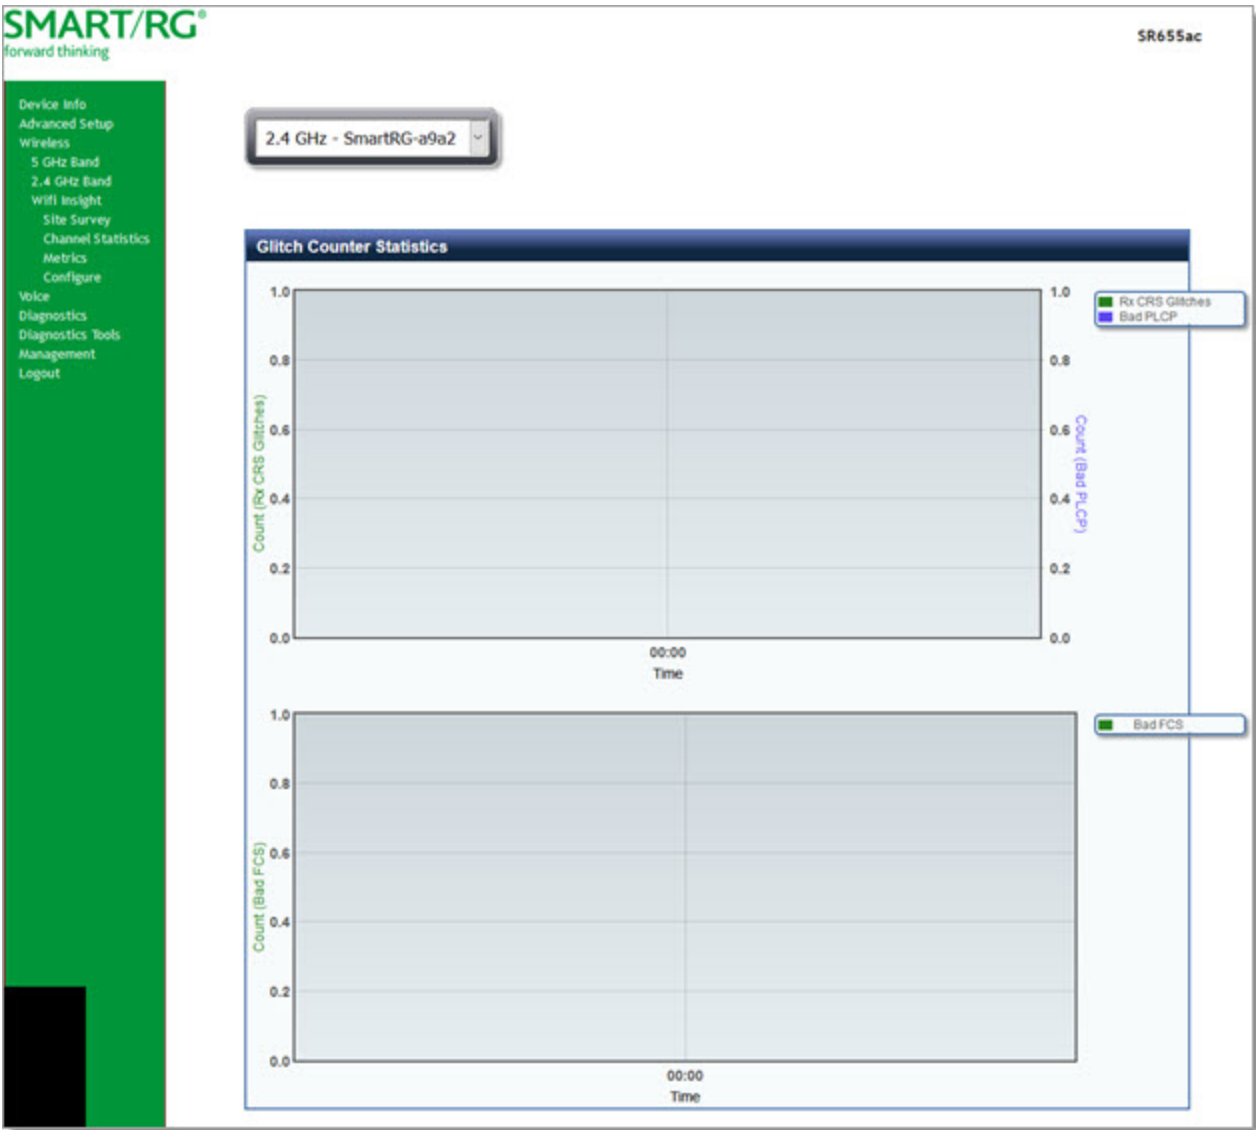 SMART/RG®
forward thinking
SR655ac
Device Info
Advanced Setup
Wireless
5 GHz Band
2.4 GHz Band
Wifi Insight
Site Survey
Channel Statistics
Metrics
Configure
Voice
Diagnostics
Diagnostics Tools
Management
Logout
2.4 GHz - SmartRG-a9a2
Glitch Counter Statistics
1.0
0.8
0.6
0.4
0.2
0.0
Count (Rx CRS Glitches)
1.0
0.8
0.6
0.4
0.2
0.0
Count (Bad PLCP)
00:00
Time
Rx CRS Glitches
Bad PLCP
1.0
0.8
0.6
0.4
0.2
0.0
Count (Bad FCS)
00:00
Time
Bad FCS